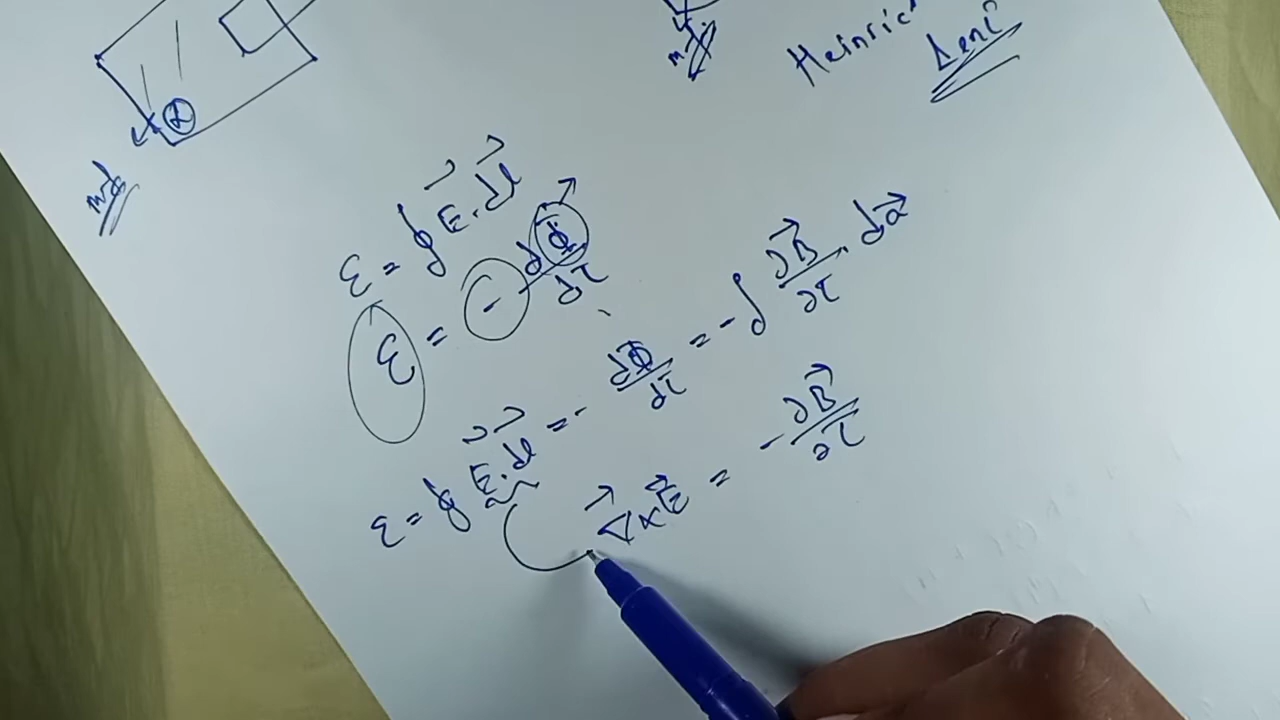 Heinric
Lenz
ε = ∮ E⃗ . dl⃗
ε = - dΦ/dt
- dΦ/dt = - ∫ ∂B⃗/∂t . da⃗
ε = ∮ E⃗ . dl⃗ =
∇⃗ × E⃗ = - ∂B⃗/∂t